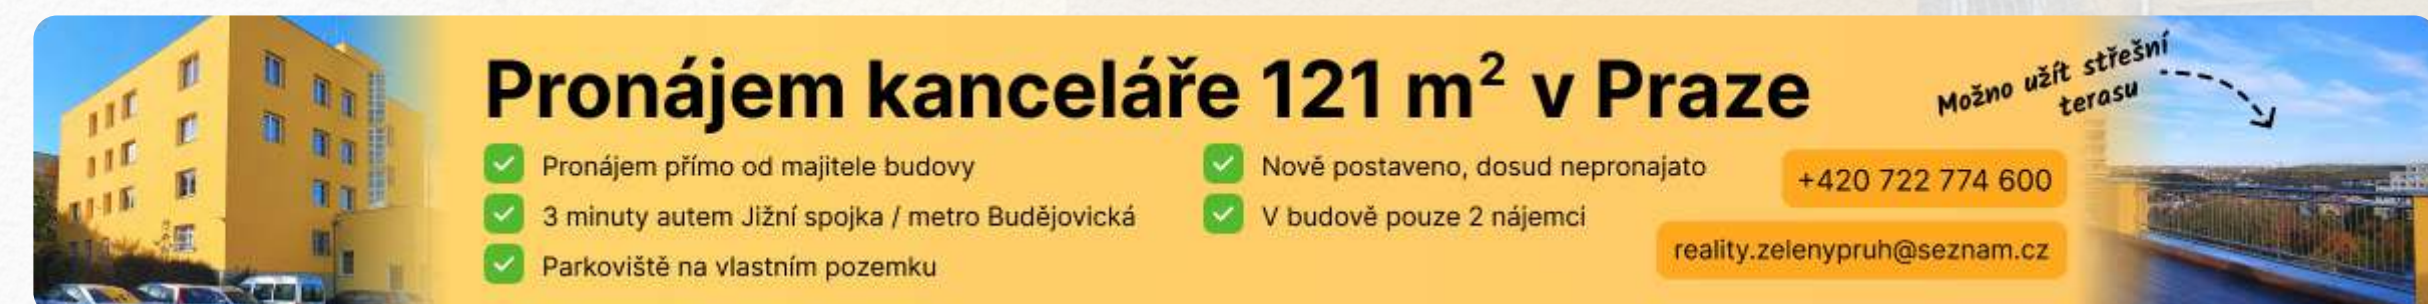 Pronájem kanceláře 121 m² v Praze
Možno užít střešní
terasu
Pronájem přímo od majitele budovy
3 minuty autem Jižní spojka / metro Budějovická
Parkoviště na vlastním pozemku
Nově postaveno, dosud nepronajato
V budově pouze 2 nájemci
+420 722 774 600
reality.zelenypruh@seznam.cz